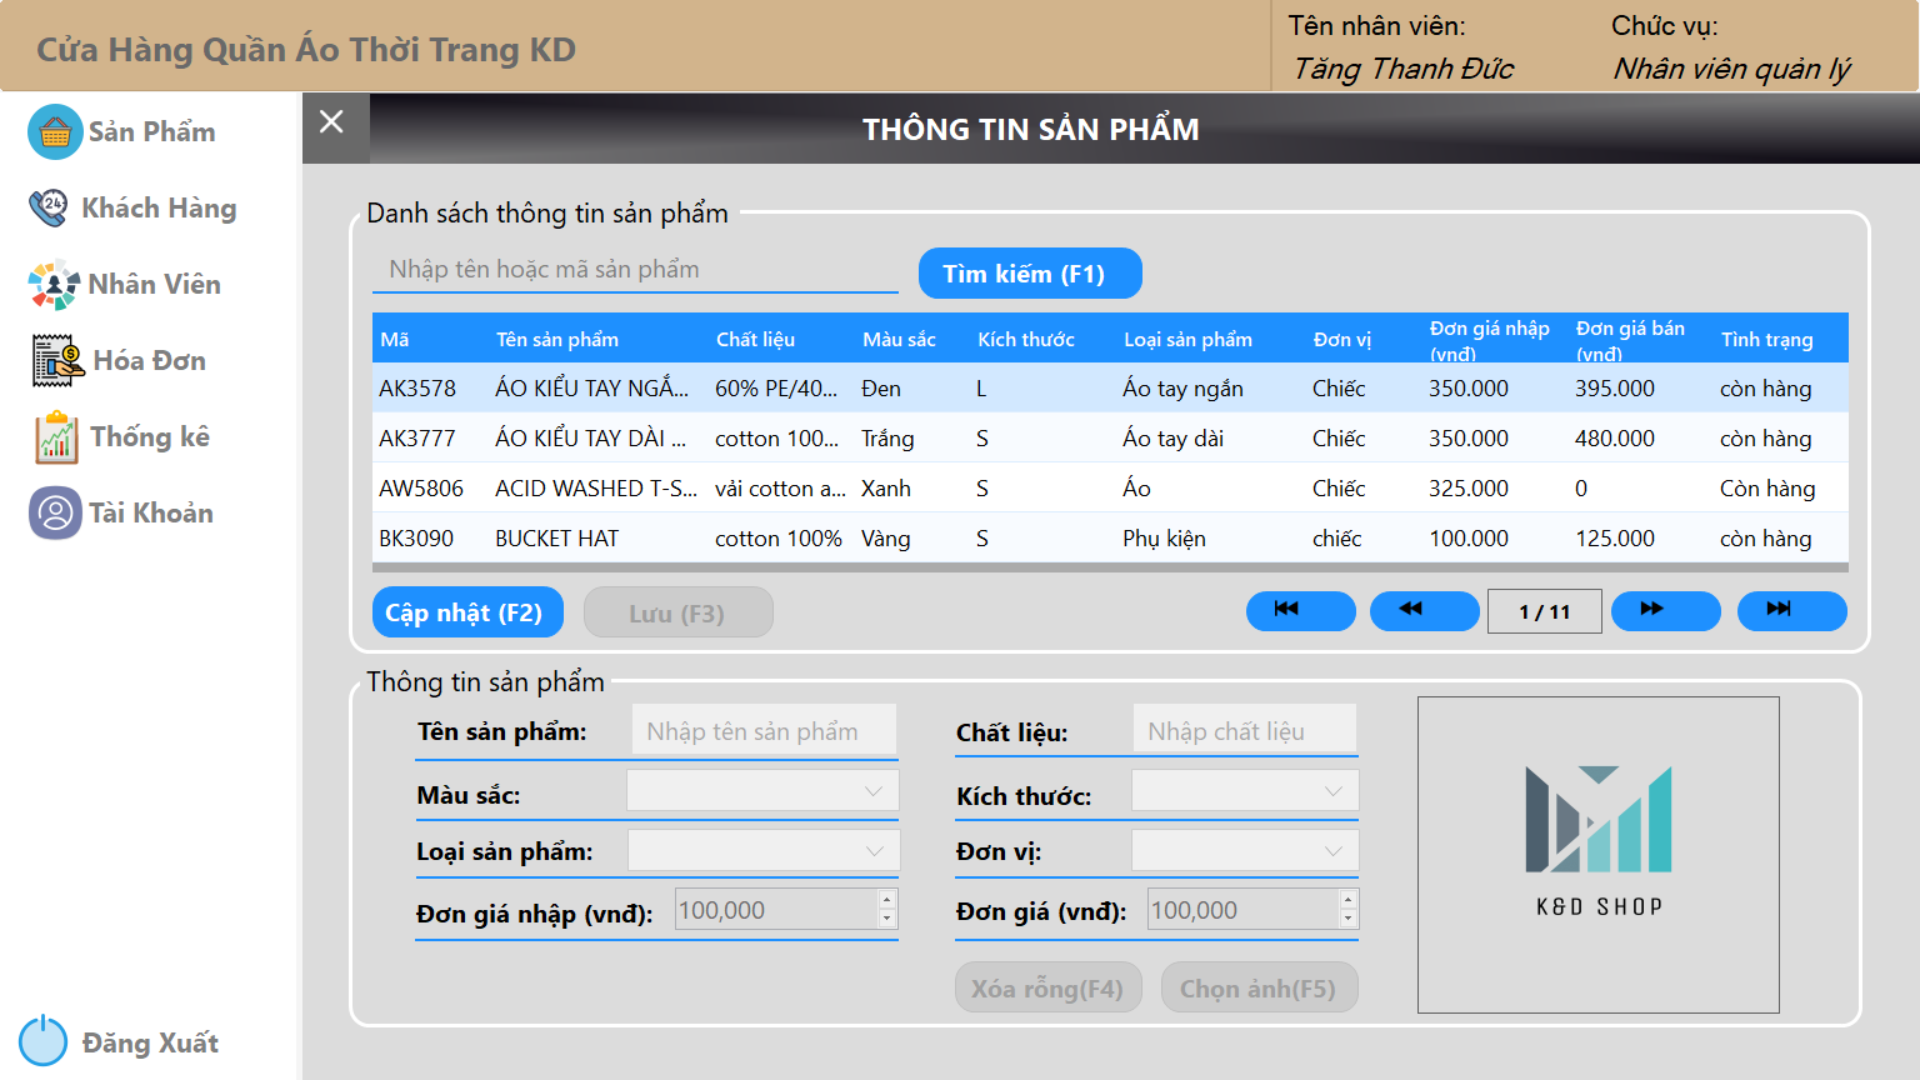 Cửa Hàng Quần Áo Thời Trang KD
Tên nhân viên:
Chức vụ:
Tăng Thanh Đức
Nhân viên quản lý
Sản Phẩm
Khách Hàng
Nhân Viên
Hóa Đơn
Thống kê
Tài Khoản
Đăng Xuất
THÔNG TIN SẢN PHẨM
Danh sách thông tin sản phẩm
Nhập tên hoặc mã sản phẩm
Tìm kiếm (F1)
Mã Tên sản phẩm Chất liệu Màu sắc Kích thước Loại sản phẩm Đơn vị Đơn giá nhập (vnđ) Đơn giá bán (vnđ) Tình trạng
AK3578 ÁO KIỂU TAY NGẮ... 60% PE/40... Đen L Áo tay ngắn Chiếc 350.000 395.000 còn hàng
AK3777 ÁO KIỂU TAY DÀI ... cotton 100... Trắng S Áo tay dài Chiếc 350.000 480.000 còn hàng
AW5806 ACID WASHED T-S... vải cotton a... Xanh S Áo Chiếc 325.000 0 Còn hàng
BK3090 BUCKET HAT cotton 100% Vàng S Phụ kiện chiếc 100.000 125.000 còn hàng
Cập nhật (F2)
Lưu (F3)
1 / 11
Thông tin sản phẩm
Tên sản phẩm: Nhập tên sản phẩm
Chất liệu: Nhập chất liệu
Màu sắc:
Kích thước:
Loại sản phẩm:
Đơn vị:
Đơn giá nhập (vnđ): 100,000
Đơn giá (vnđ): 100,000
Xóa rỗng(F4)
Chọn ảnh(F5)
K&D SHOP
24